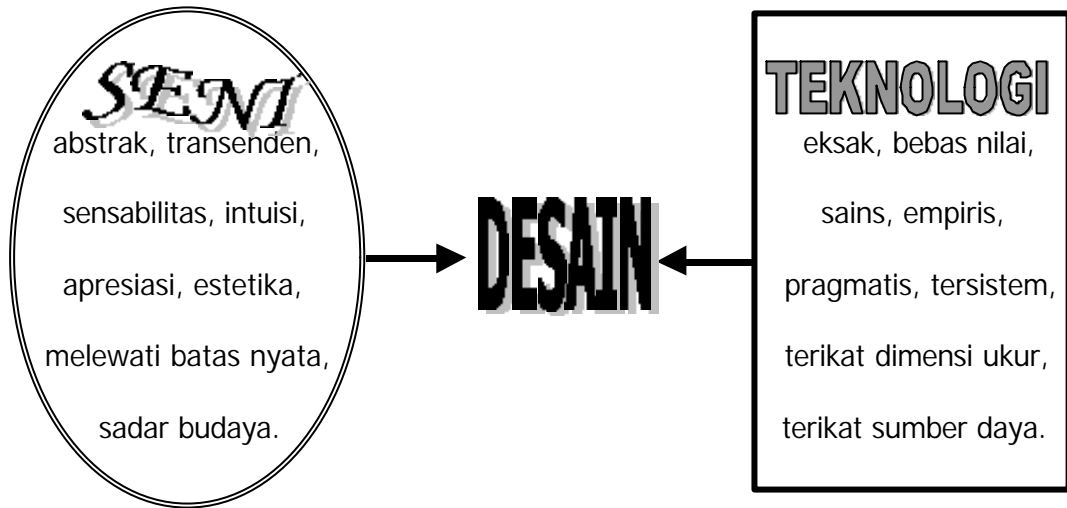 SENI
abstrak, transenden,
sensabilitas, intuisi,
apresiasi, estetika,
melewati batas nyata,
sadar budaya.
DESAIN
TEKNOLOGI
eksak, bebas nilai,
sains, empiris,
pragmatis, tersistem,
terikat dimensi ukur,
terikat sumber daya.